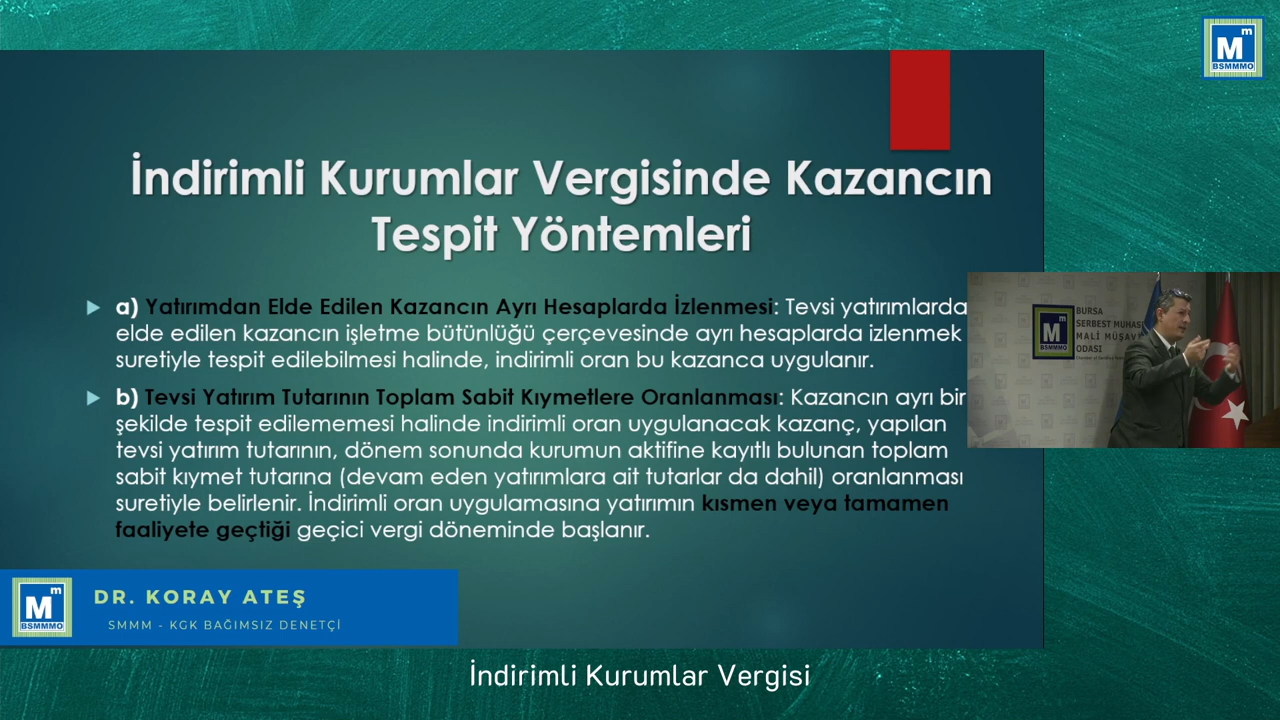 M m
BSMMMO
İndirimli Kurumlar Vergisinde Kazancın
Tespit Yöntemleri
a) Yatırımdan Elde Edilen Kazancın Ayrı Hesaplarda İzlenmesi: Tevsi yatırımlarda
elde edilen kazancın işletme bütünlüğü çerçevesinde ayrı hesaplarda izlenmek
suretiyle tespit edilebilmesi halinde, indirimli oran bu kazanca uygulanır.
b) Tevsi Yatırım Tutarının Toplam Sabit Kıymetlere Oranlanması: Kazancın ayrı bir
şekilde tespit edilememesi halinde indirimli oran uygulanacak kazanç, yapılan
tevsi yatırım tutarının, dönem sonunda kurumun aktifine kayıtlı bulunan toplam
sabit kıymet tutarına (devam eden yatırımlara ait tutarlar da dahil) oranlanması
suretiyle belirlenir. İndirimli oran uygulamasına yatırımın kısmen veya tamamen
faaliyete geçtiği geçici vergi döneminde başlanır.
BURSA
SERBEST MUHAS
MALİ MÜŞAV
ODASI
M m
BSMMMO
M m
BSMMMO
DR. KORAY ATEŞ
SMMM - KGK BAĞIMSIZ DENETÇİ
İndirimli Kurumlar Vergisi